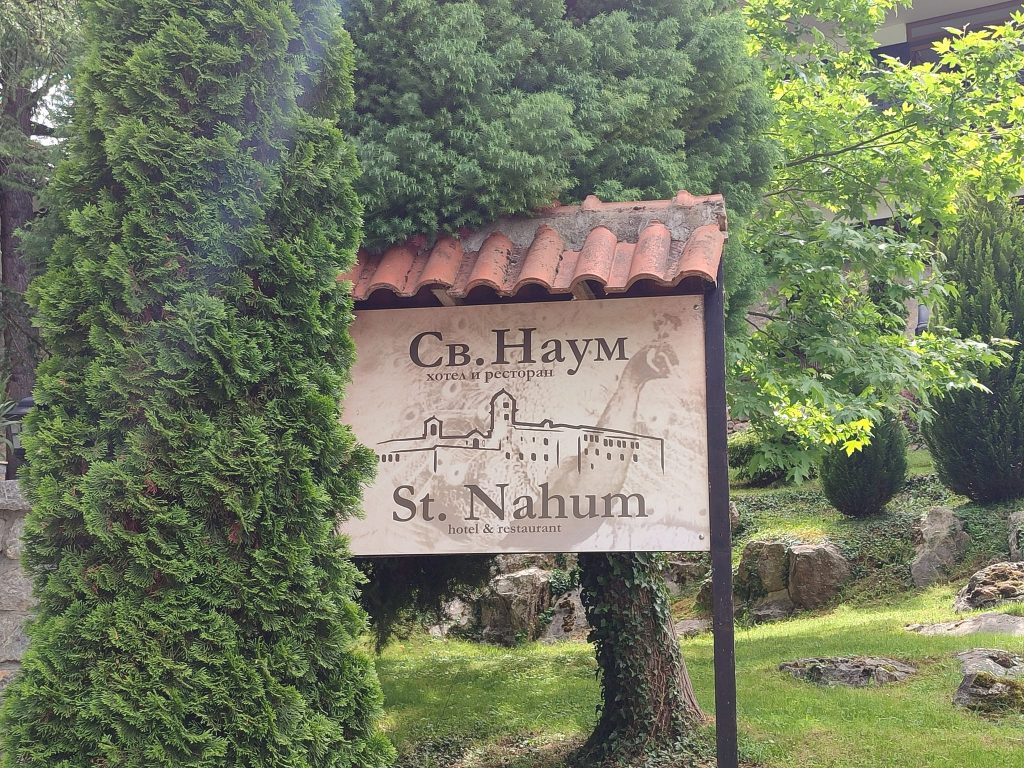 Св. Наум
хотел и ресторан
St. Nahum
hotel & restaurant